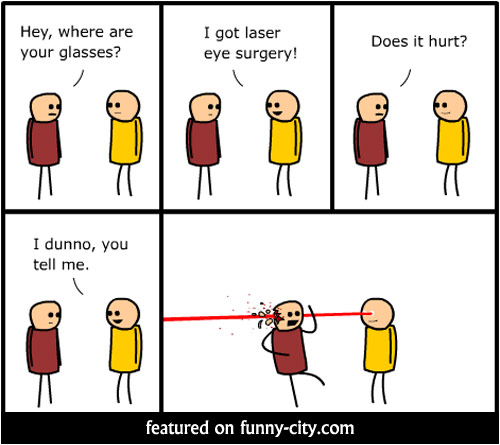 Hey, where are
your glasses?
I got laser
eye surgery!
Does it hurt?
I dunno, you
tell me.
featured on funny-city.com